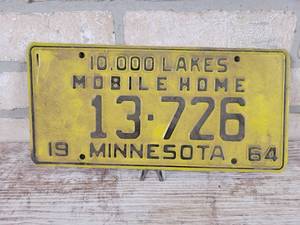 10,000 LAKES
MOBILE HOME
13·726
19 MINNESOTA 64